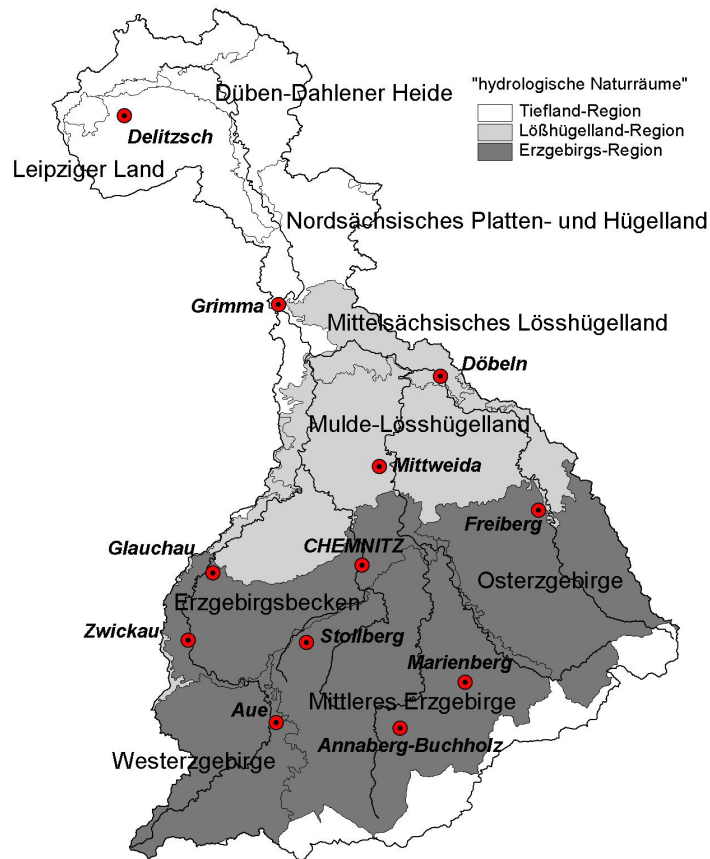 Düben-Dahlener Heide
"hydrologische Naturräume"
Tiefland-Region
Lößhügelland-Region
Erzgebirgs-Region
Delitzsch
Leipziger Land
Nordsächsisches Platten- und Hügelland
Grimma
Mittelsächsisches Lösshügelland
Döbeln
Mulde-Lösshügelland
Mittweida
Freiberg
Glauchau
CHEMNITZ
Osterzgebirge
Erzgebirgsbecken
Zwickau
Stollberg
Marienberg
Mittleres Erzgebirge
Aue
Annaberg-Buchholz
Westerzgebirge